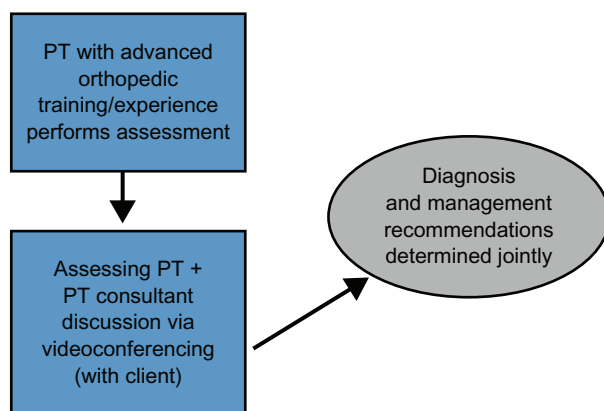 PT with advanced
orthopedic
training/experience
performs assessment
Assessing PT +
PT consultant
discussion via
videoconferencing
(with client)
Diagnosis
and management
recommendations
determined jointly